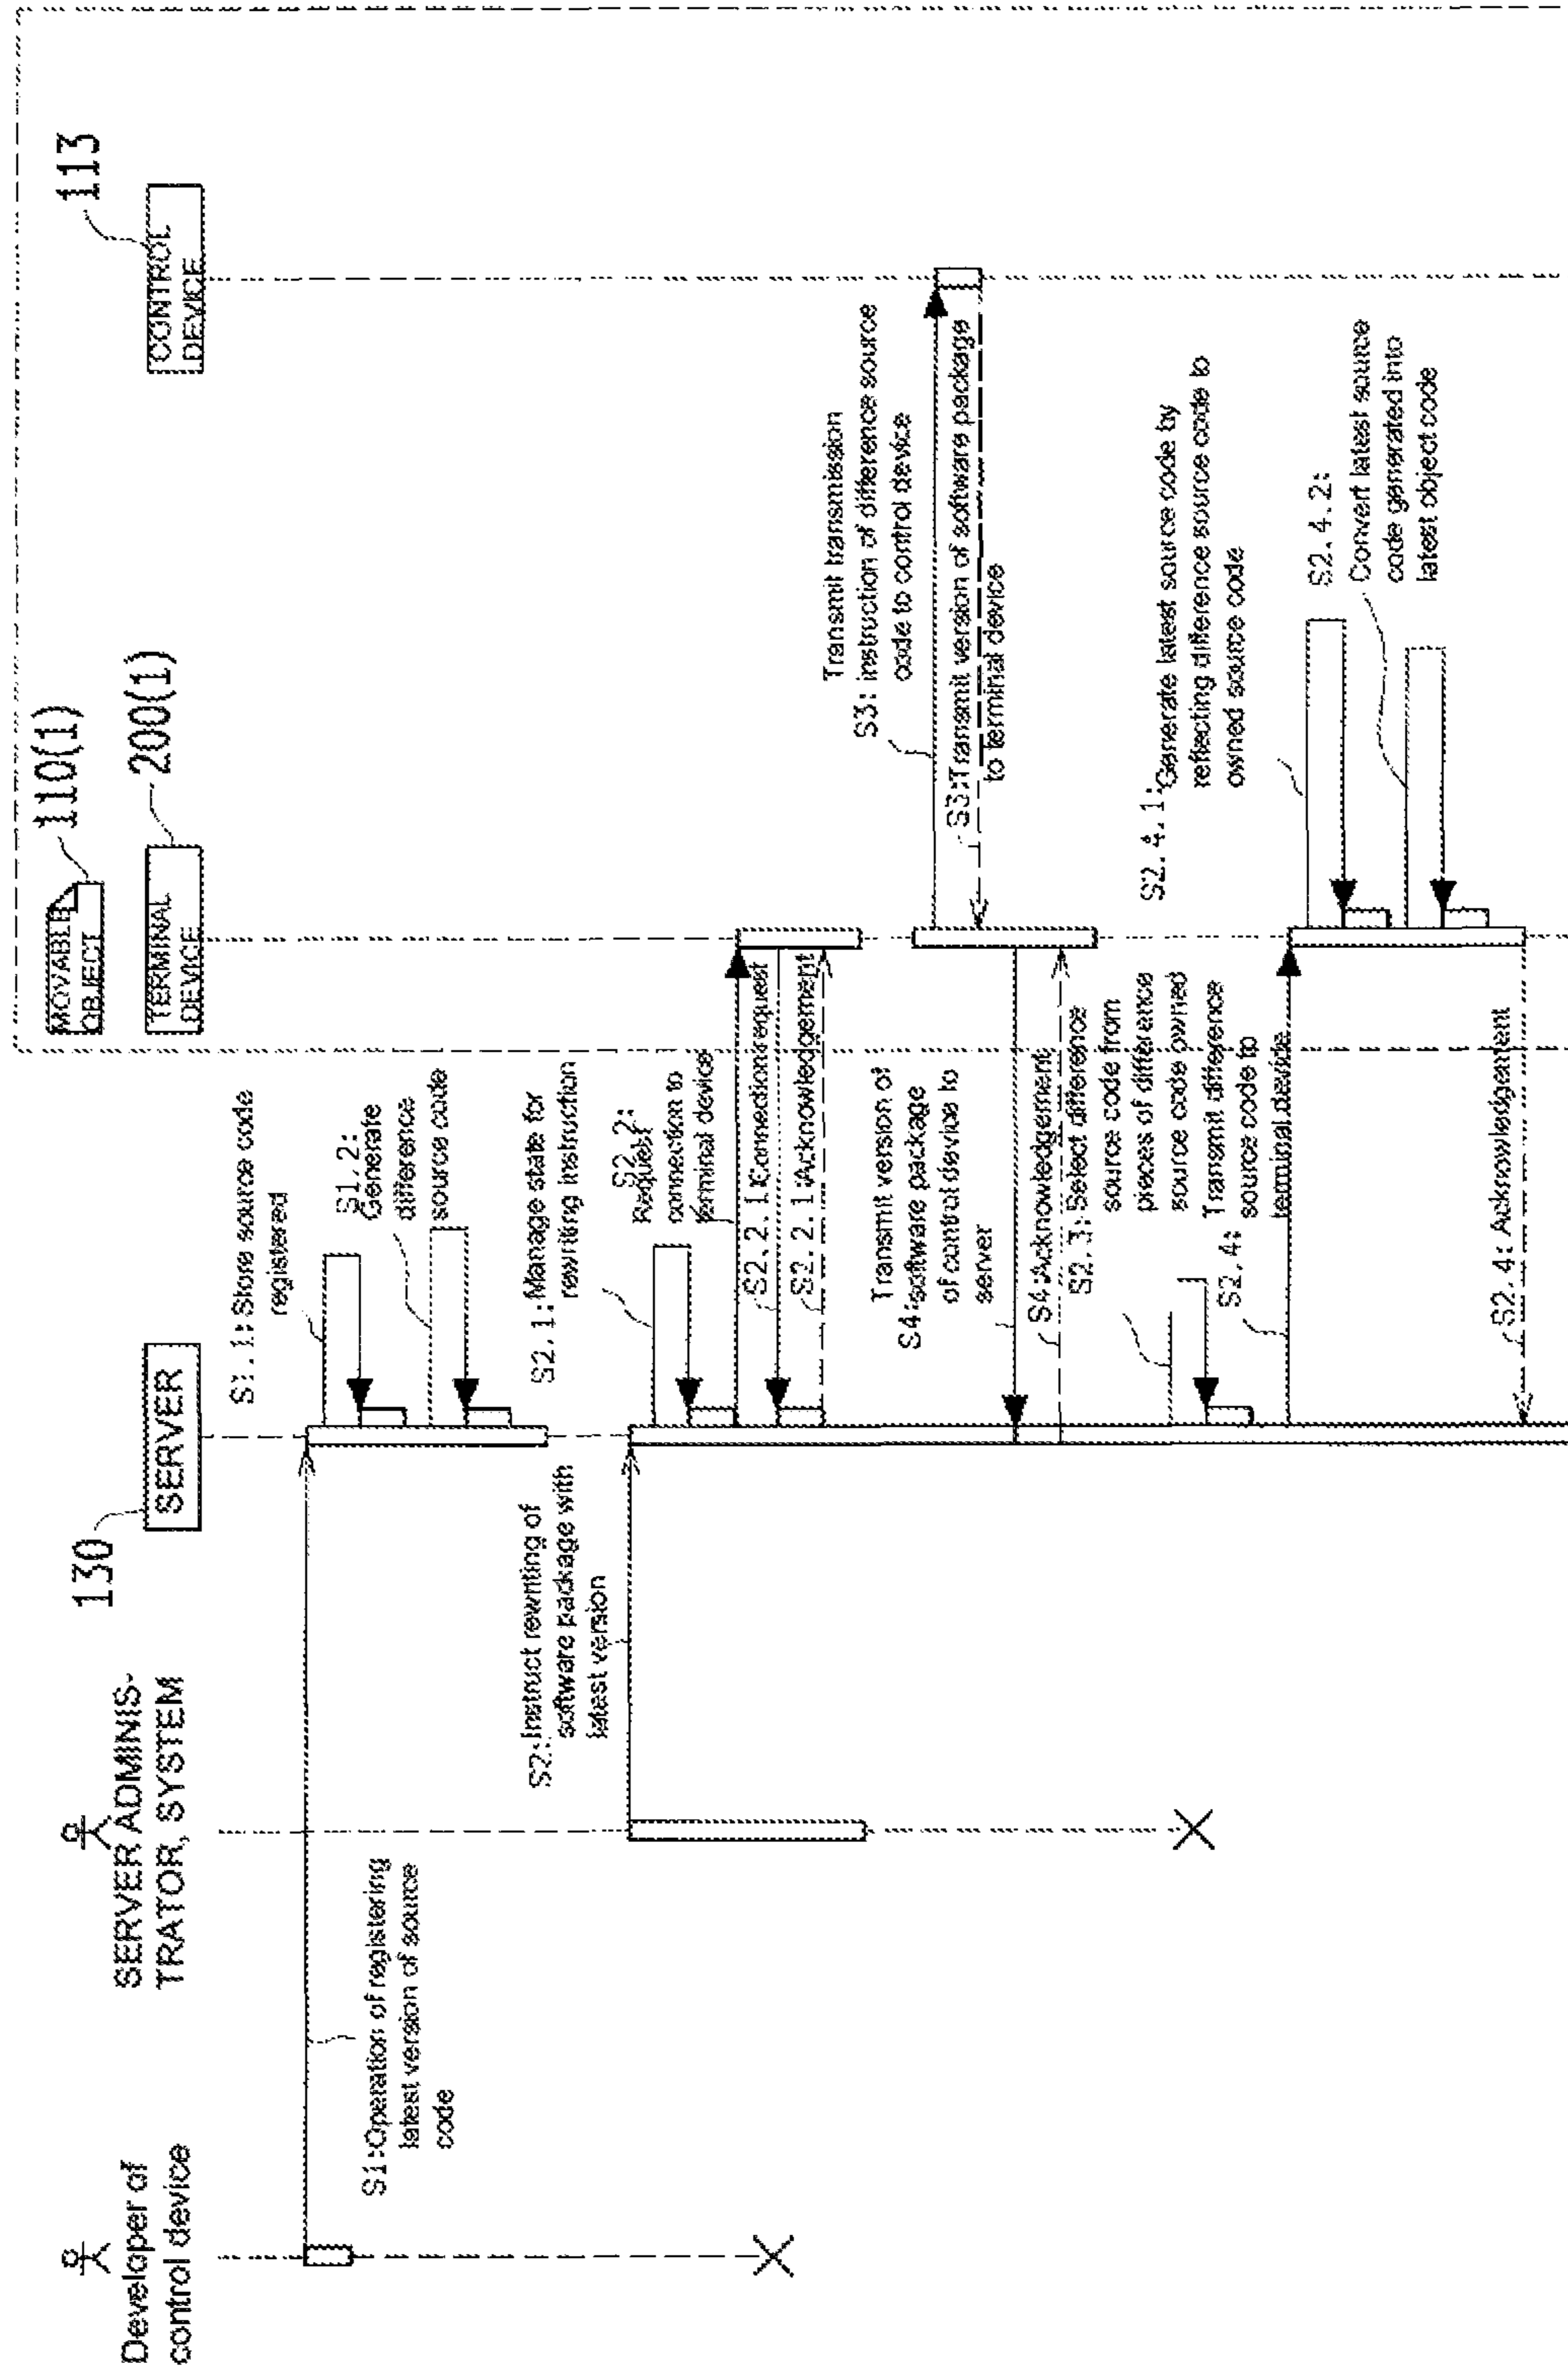 Developer of
control device
SERVER ADMINIS-
TRATOR, SYSTEM
130
SERVER
MOVABLE
OBJECT
110(1)
TERMINAL
DEVICE
200(1)
CONTROL
DEVICE
113
S1:Operation of registering
latest version of source
code
S1.1:Store source code
registered
S1.2:
Generate
difference
source code
S2:Instruct rewriting of
software package with
latest version
S2.1:Manage state for
rewriting instruction
S2.2:
Request
connection to
terminal device
S2.2.1:Connection request
S2.2.1:Acknowledgement
Transmit transmission
S3:instruction of difference source
code to control device
S3:Transmit version of software package
to terminal device
Transmit version of
S4:software package
of control device to
server
S4:Acknowledgement
S2.3:Select difference
source code from
pieces of difference
source code owned
Transmit difference
S2.4:source code to
terminal device
S2.4.1:Generate latest source code by
reflecting difference source code to
owned source code
S2.4.2:
Convert latest source
code generated into
latest object code
S2.4:Acknowledgement